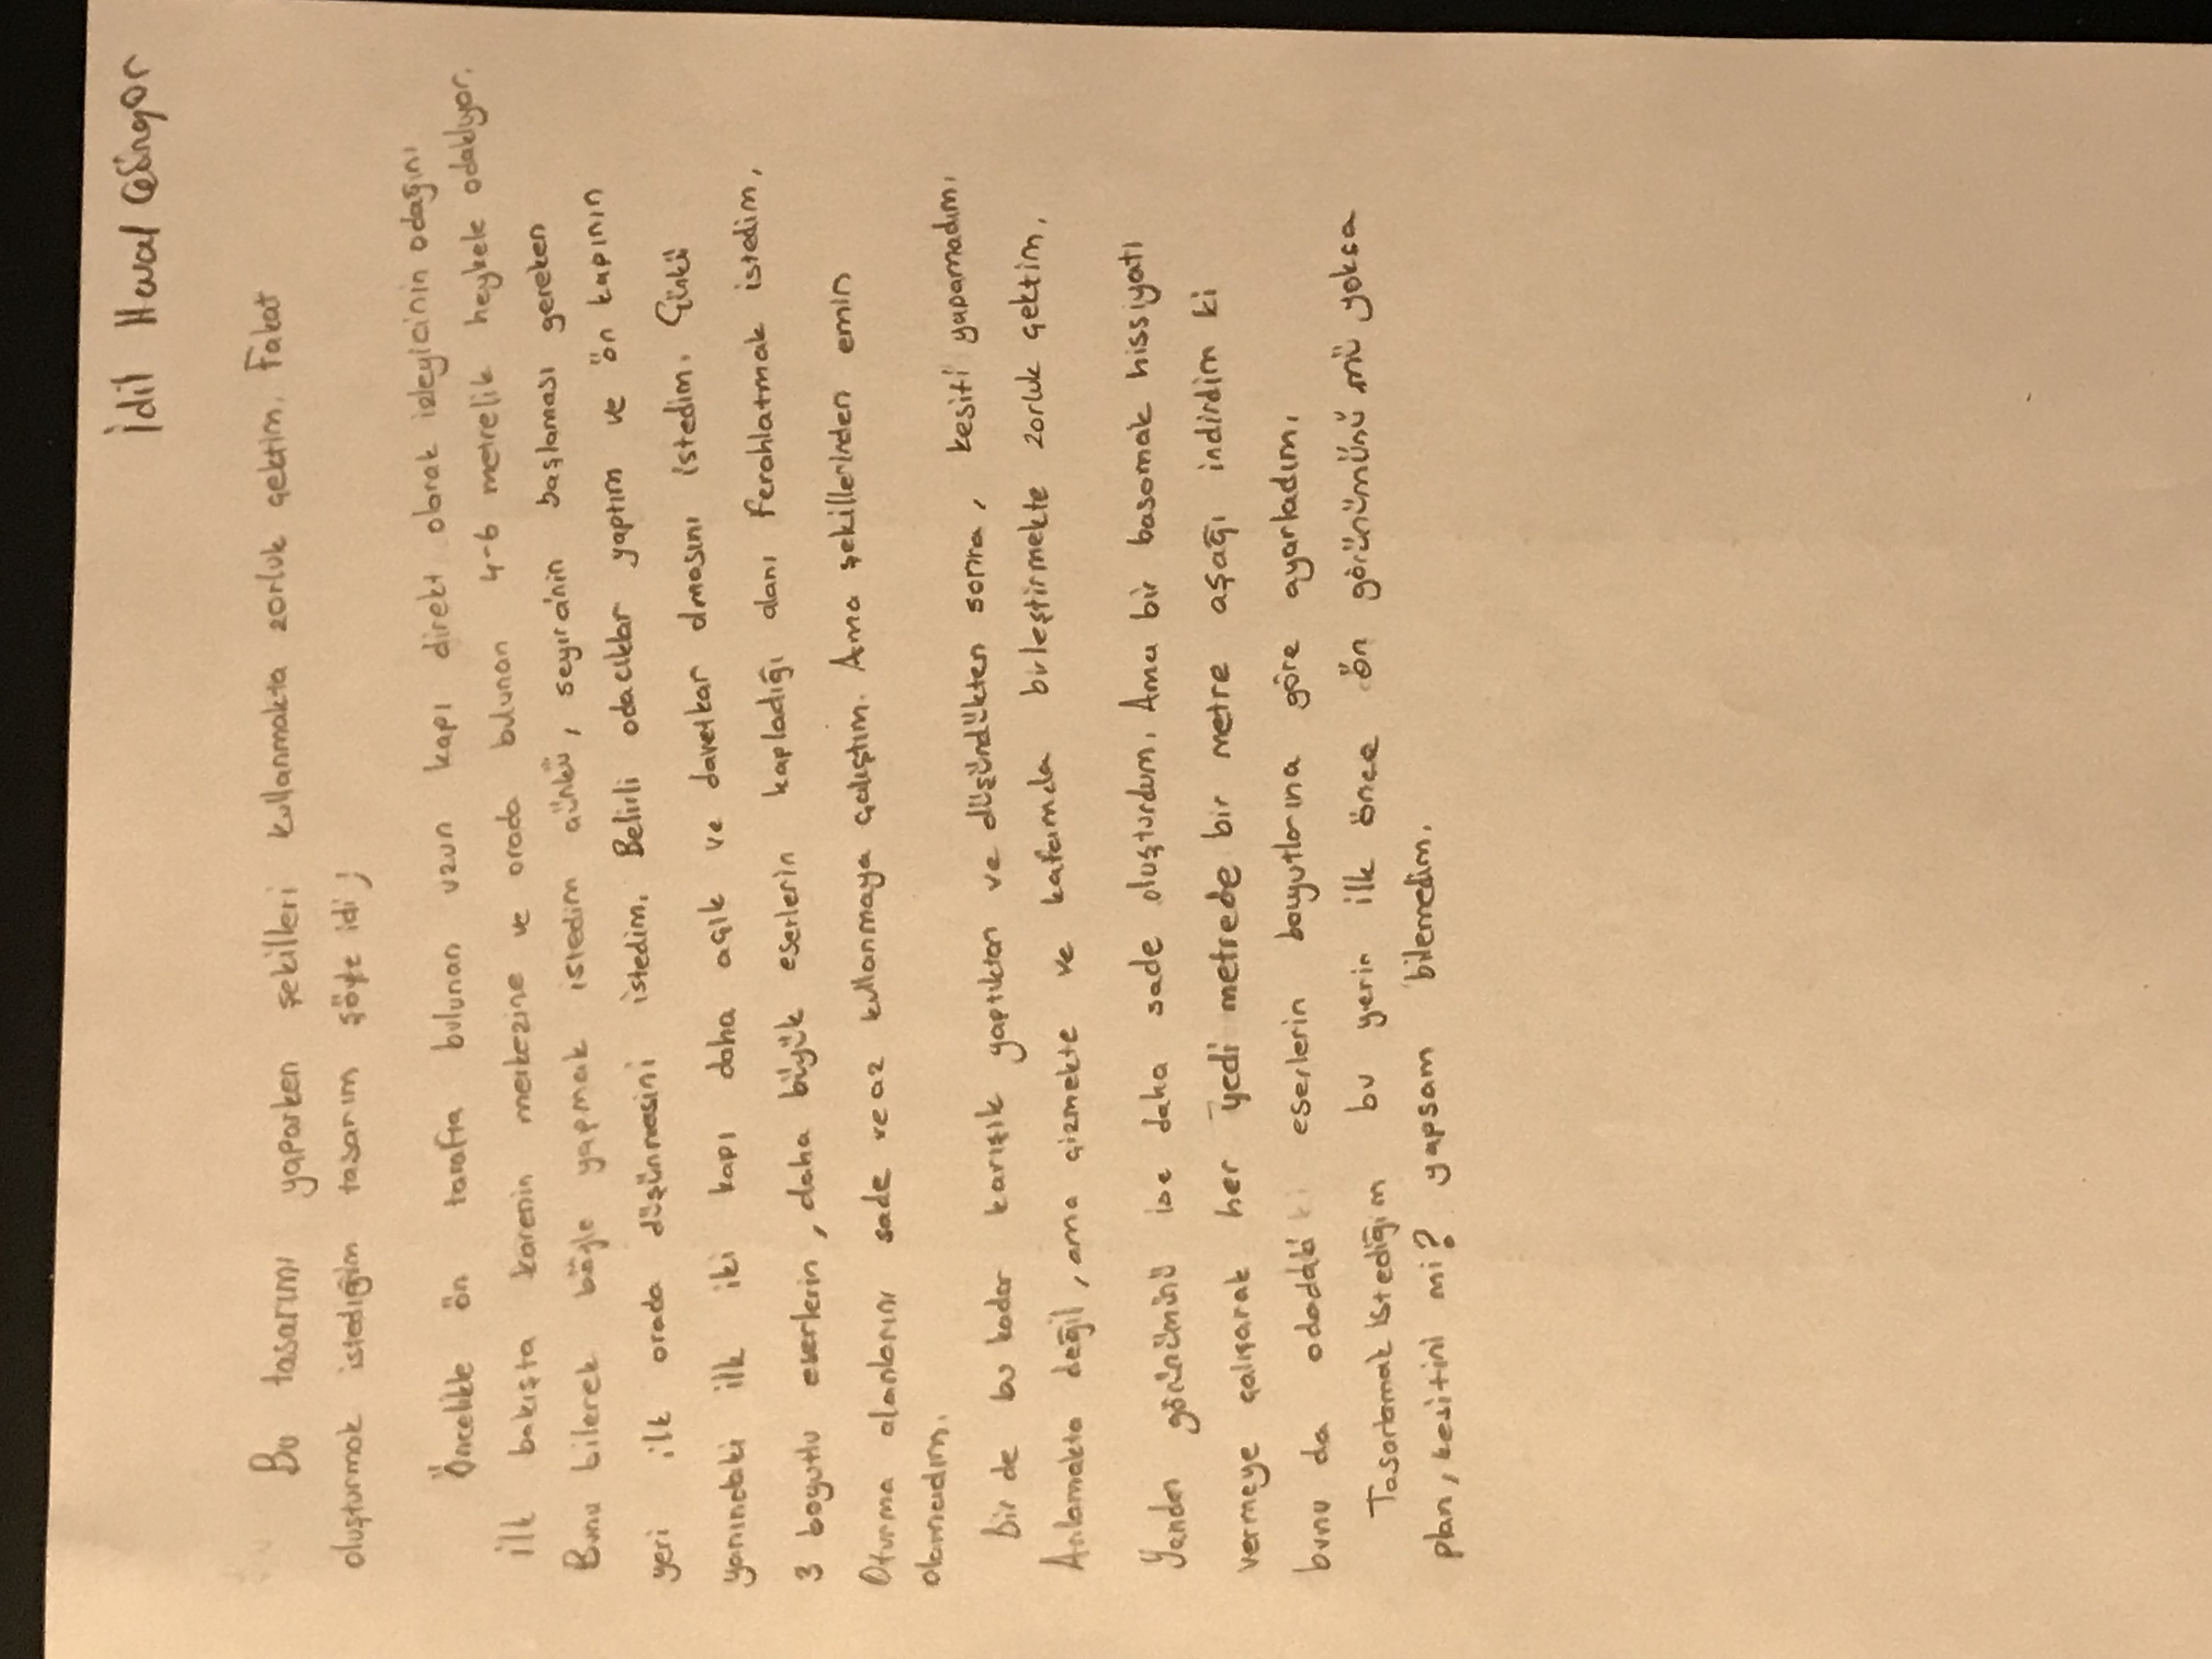 İdil Heval Güngör
Bu tasarımı yaparken şekilleri kullanmakta zorluk çektim. Fakat
oluşturmak istediğim tasarım şöyle idi;
Öncelikle ön tarafta bulunan uzun kapı direkt olarak izleyicinin odağını
ilk bakışta karenin merkezine ve orada bulunan 4-6 metrelik heykele odaklıyor.
Bunu bilerek böyle yapmak istedim çünkü, seyircinin başlaması gereken
yeri ilk orada düşünmesini istedim. Belirli odacıklar yaptım ve ön kapının
yanındaki ilk iki kapı daha açık ve davetkar olmasını istedim. Çünkü
3 boyutlu eserlerin, daha büyük eserlerin kapladığı alanı ferahlatmak istedim,
Oturma alanlarını sade ve az kullanmaya çalıştım. Ama şekillerinden emin
olamadım.
Bir de bu kadar karışık yaptıktan ve düşündükten sonra, kesiti yapamadım.
Anlamakta değil, ama çizmekte ve kafamda birleştirmekte zorluk çektim.
Yandan görünümünü ise daha sade oluşturdum. Ama bir basamak hissiyatı
vermeye çalışarak her yedi metrede bir metre aşağı indirdim ki
bunu da odadaki eserlerin boyutlarına göre ayarladım.
Tasarlamak istediğim bu yerin ilk önce ön görünümünü mü yoksa
plan, kesitini mi? yapsam bilemedim.